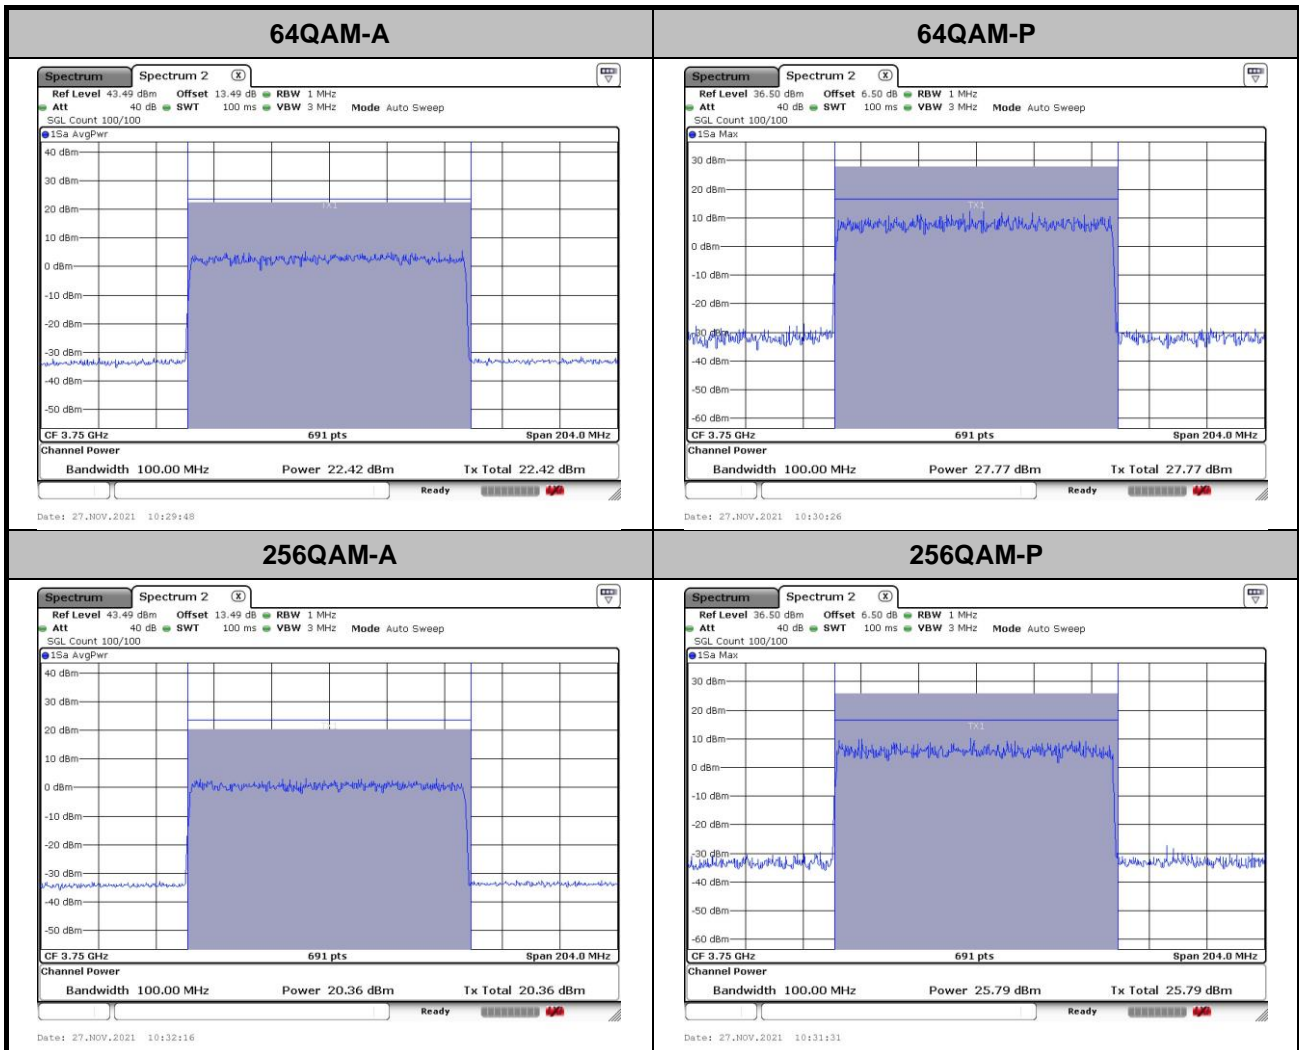 64QAM-A
64QAM-P
Spectrum Spectrum 2 X
Ref Level 43.49 dBm Offset 13.49 dB RBW 1 MHz
Att 40 dB SWT 100 ms VBW 3 MHz Mode Auto Sweep
SGL Count 100/100
1Sa AvgPwr
40 dBm
30 dBm
20 dBm
TX1
10 dBm
0 dBm
-10 dBm
-20 dBm
-30 dBm
-40 dBm
-50 dBm
CF 3.75 GHz 691 pts Span 204.0 MHz
Channel Power
Bandwidth 100.00 MHz Power 22.42 dBm Tx Total 22.42 dBm
Ready
Date: 27.NOV.2021 10:29:48
Spectrum Spectrum 2 X
Ref Level 36.50 dBm Offset 6.50 dB RBW 1 MHz
Att 40 dB SWT 100 ms VBW 3 MHz Mode Auto Sweep
SGL Count 100/100
1Sa Max
30 dBm
20 dBm
TX1
10 dBm
0 dBm
-10 dBm
-20 dBm
-30 dBm
-40 dBm
-50 dBm
-60 dBm
CF 3.75 GHz 691 pts Span 204.0 MHz
Channel Power
Bandwidth 100.00 MHz Power 27.77 dBm Tx Total 27.77 dBm
Ready
Date: 27.NOV.2021 10:30:26
256QAM-A
256QAM-P
Spectrum Spectrum 2 X
Ref Level 43.49 dBm Offset 13.49 dB RBW 1 MHz
Att 40 dB SWT 100 ms VBW 3 MHz Mode Auto Sweep
SGL Count 100/100
1Sa AvgPwr
40 dBm
30 dBm
20 dBm
TX1
10 dBm
0 dBm
-10 dBm
-20 dBm
-30 dBm
-40 dBm
-50 dBm
CF 3.75 GHz 691 pts Span 204.0 MHz
Channel Power
Bandwidth 100.00 MHz Power 20.36 dBm Tx Total 20.36 dBm
Ready
Date: 27.NOV.2021 10:32:16
Spectrum Spectrum 2 X
Ref Level 36.50 dBm Offset 6.50 dB RBW 1 MHz
Att 40 dB SWT 100 ms VBW 3 MHz Mode Auto Sweep
SGL Count 100/100
1Sa Max
30 dBm
20 dBm
TX1
10 dBm
0 dBm
-10 dBm
-20 dBm
-30 dBm
-40 dBm
-50 dBm
-60 dBm
CF 3.75 GHz 691 pts Span 204.0 MHz
Channel Power
Bandwidth 100.00 MHz Power 25.79 dBm Tx Total 25.79 dBm
Ready
Date: 27.NOV.2021 10:31:31